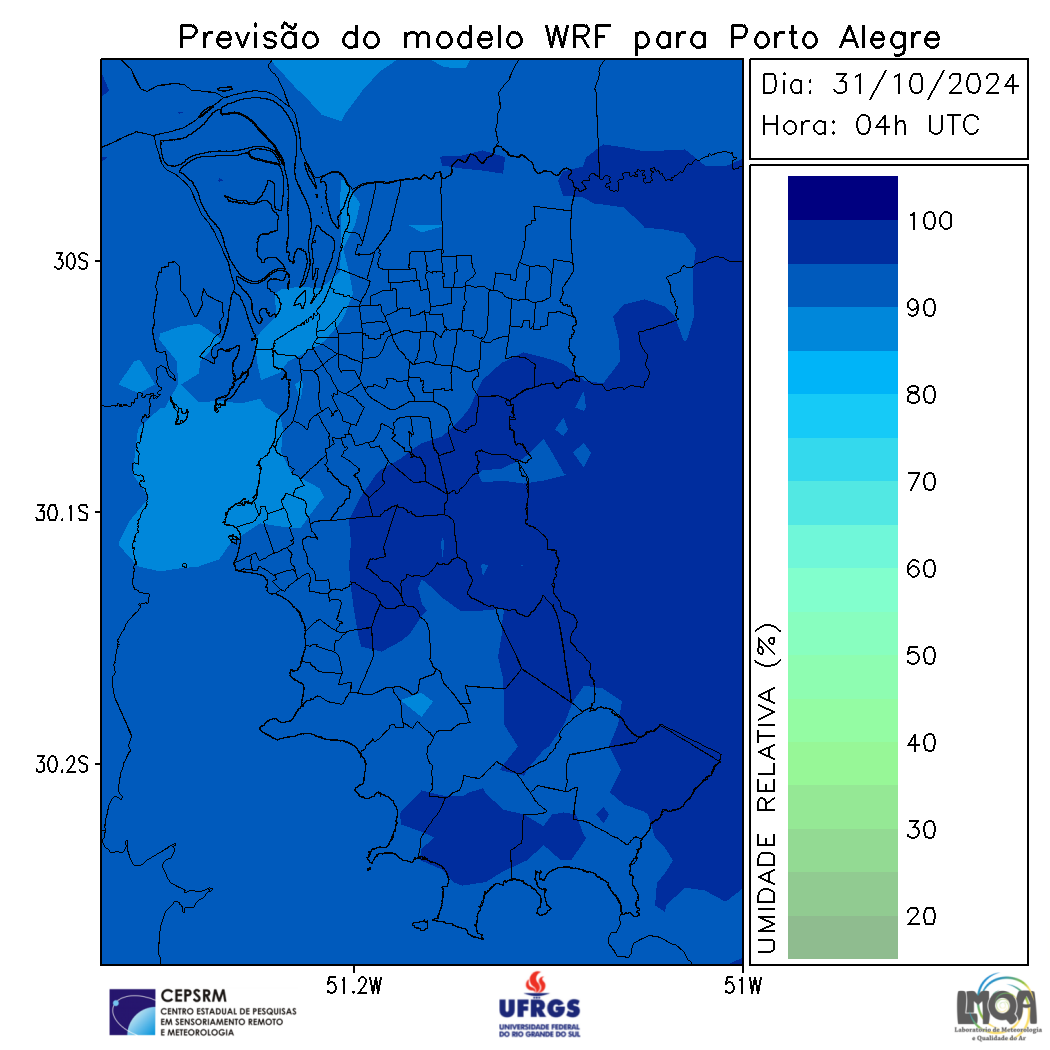 Previsão do modelo WRF para Porto Alegre
Dia: 31/10/2024
Hora: 04h UTC
30S
30.1S
30.2S
51.2W
51W
100
90
80
70
60
50
40
30
20
UMIDADE RELATIVA (%)
CEPSRM
CENTRO ESTADUAL DE PESQUISAS
EM SENSORIAMENTO REMOTO
E METEOROLOGIA
UFRGS
UNIVERSIDADE FEDERAL
DO RIO GRANDE DO SUL
LMQA
Laboratório de Meteorologia
e Qualidade do Ar